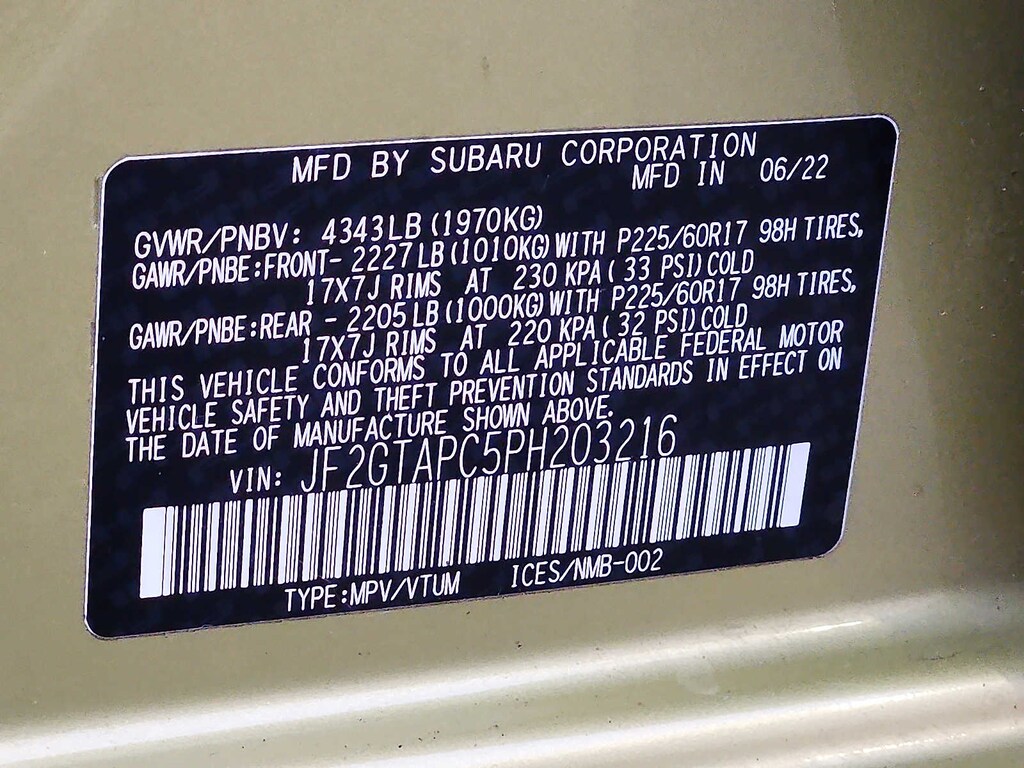 MFD BY SUBARU CORPORATION
MFD IN 06/22
GVWR/PNBV: 4343LB (1970KG)
GAWR/PNBE:FRONT- 2227LB (1010KG) WITH P225/60R17 98H TIRES,
17X7J RIMS AT 230 KPA ( 33 PSI) COLD
GAWR/PNBE:REAR - 2205LB (1000KG) WITH P225/60R17 98H TIRES,
17X7J RIMS AT 220 KPA ( 32 PSI) COLD
THIS VEHICLE CONFORMS TO ALL APPLICABLE FEDERAL MOTOR
VEHICLE SAFETY AND THEFT PREVENTION STANDARDS IN EFFECT ON
THE DATE OF MANUFACTURE SHOWN ABOVE.
VIN: JF2GTAPC5PH203216
TYPE:MPV/VTUM ICES/NMB-002